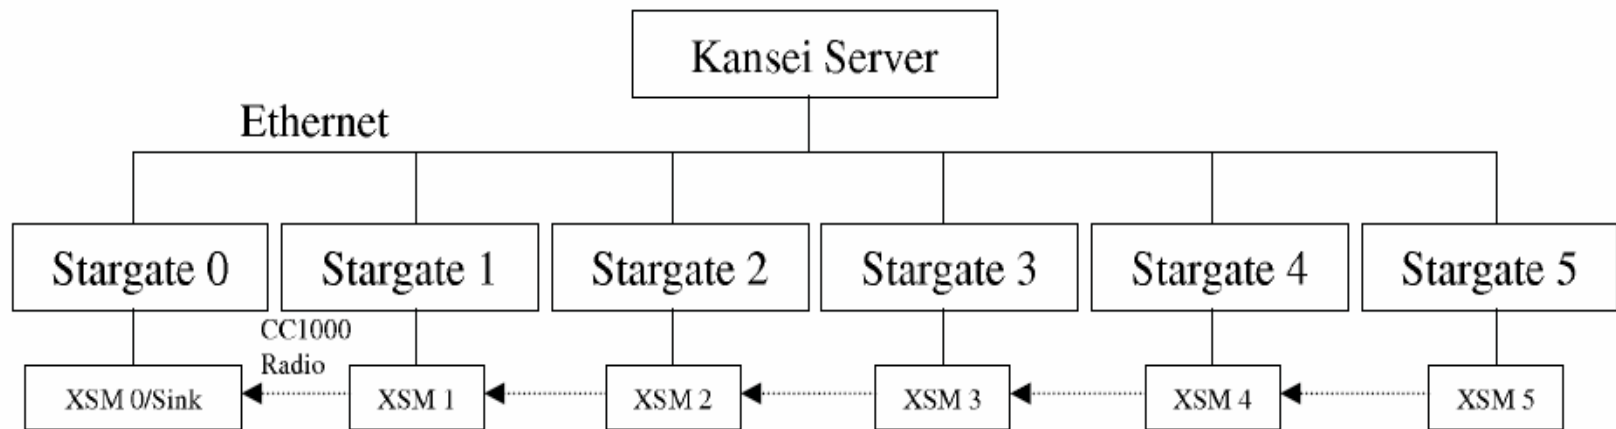 Kansei Server
Ethernet
Stargate 0
Stargate 1
Stargate 2
Stargate 3
Stargate 4
Stargate 5
CC1000
Radio
XSM 0/Sink
XSM 1
XSM 2
XSM 3
XSM 4
XSM 5